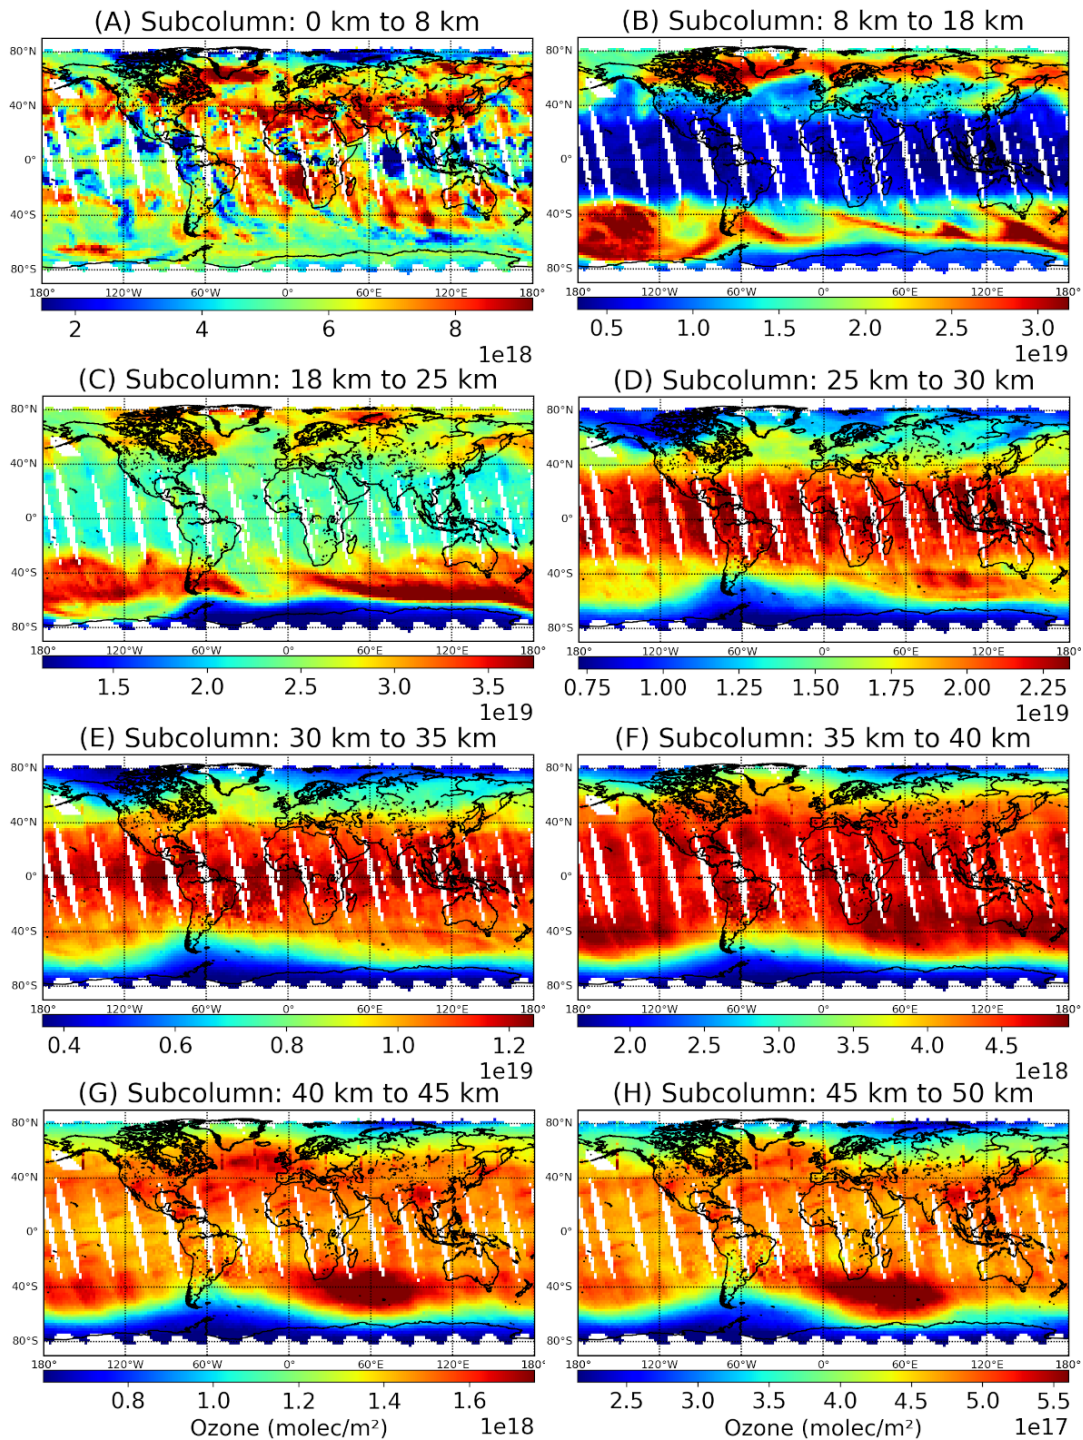 (A) Subcolumn: 0 km to 8 km
80°N
40°N
0°
40°S
80°S
180° 120°W 60°W 0° 60°E 120°E 180°
2 4 6 8
1e18
(B) Subcolumn: 8 km to 18 km
80°N
40°N
0°
40°S
80°S
180° 120°W 60°W 0° 60°E 120°E 180°
0.5 1.0 1.5 2.0 2.5 3.0
1e19
(C) Subcolumn: 18 km to 25 km
80°N
40°N
0°
40°S
80°S
180° 120°W 60°W 0° 60°E 120°E 180°
1.5 2.0 2.5 3.0 3.5
1e19
(D) Subcolumn: 25 km to 30 km
80°N
40°N
0°
40°S
80°S
180° 120°W 60°W 0° 60°E 120°E 180°
0.75 1.00 1.25 1.50 1.75 2.00 2.25
1e19
(E) Subcolumn: 30 km to 35 km
80°N
40°N
0°
40°S
80°S
180° 120°W 60°W 0° 60°E 120°E 180°
0.4 0.6 0.8 1.0 1.2
1e19
(F) Subcolumn: 35 km to 40 km
80°N
40°N
0°
40°S
80°S
180° 120°W 60°W 0° 60°E 120°E 180°
2.0 2.5 3.0 3.5 4.0 4.5
1e18
(G) Subcolumn: 40 km to 45 km
80°N
40°N
0°
40°S
80°S
180° 120°W 60°W 0° 60°E 120°E 180°
0.8 1.0 1.2 1.4 1.6
Ozone (molec/m²)
1e18
(H) Subcolumn: 45 km to 50 km
80°N
40°N
0°
40°S
80°S
180° 120°W 60°W 0° 60°E 120°E 180°
2.5 3.0 3.5 4.0 4.5 5.0 5.5
Ozone (molec/m²)
1e17